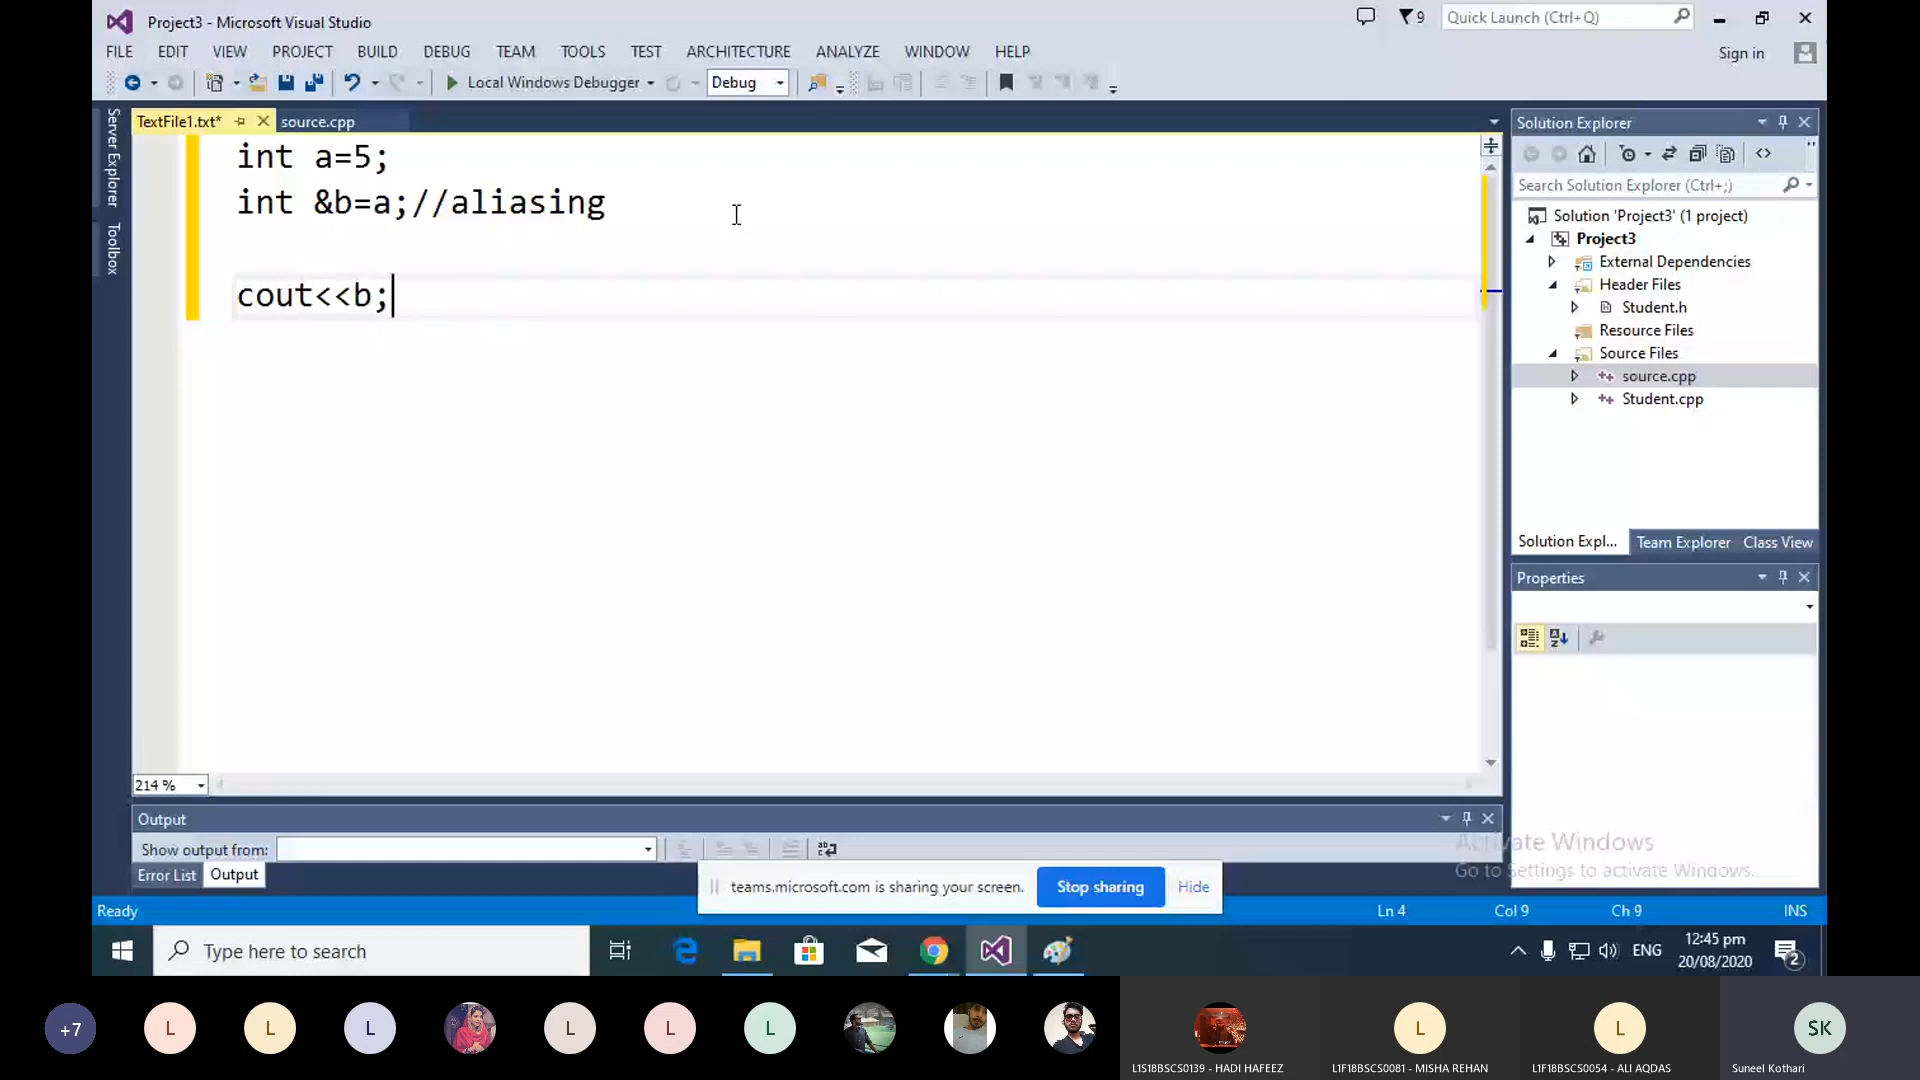 Project3 - Microsoft Visual Studio
9
Quick Launch (Ctrl+Q)
FILE EDIT VIEW PROJECT BUILD DEBUG TEAM TOOLS TEST ARCHITECTURE ANALYZE WINDOW HELP
Sign in
Local Windows Debugger
Debug
Server Explorer
Toolbox
TextFile1.txt*
source.cpp
int a=5;
int &b=a;//aliasing
cout<<b;
214 %
Solution Explorer
Search Solution Explorer (Ctrl+;)
Solution 'Project3' (1 project)
Project3
External Dependencies
Header Files
Student.h
Resource Files
Source Files
source.cpp
Student.cpp
Solution Expl... Team Explorer Class View
Properties
Output
Show output from:
Error List Output
Activate Windows
Go to Settings to activate Windows.
teams.microsoft.com is sharing your screen. Stop sharing Hide
Ready
Ln 4 Col 9 Ch 9 INS
Type here to search
ENG
12:45 pm
20/08/2020
2
+7
L
L
L
L
L
L
L
L
SK
L1S18BSCS0139 - HADI HAFEEZ
L1F18BSCS0081 - MISHA REHAN
L1F18BSCS0054 - ALI AQDAS
Suneel Kothari